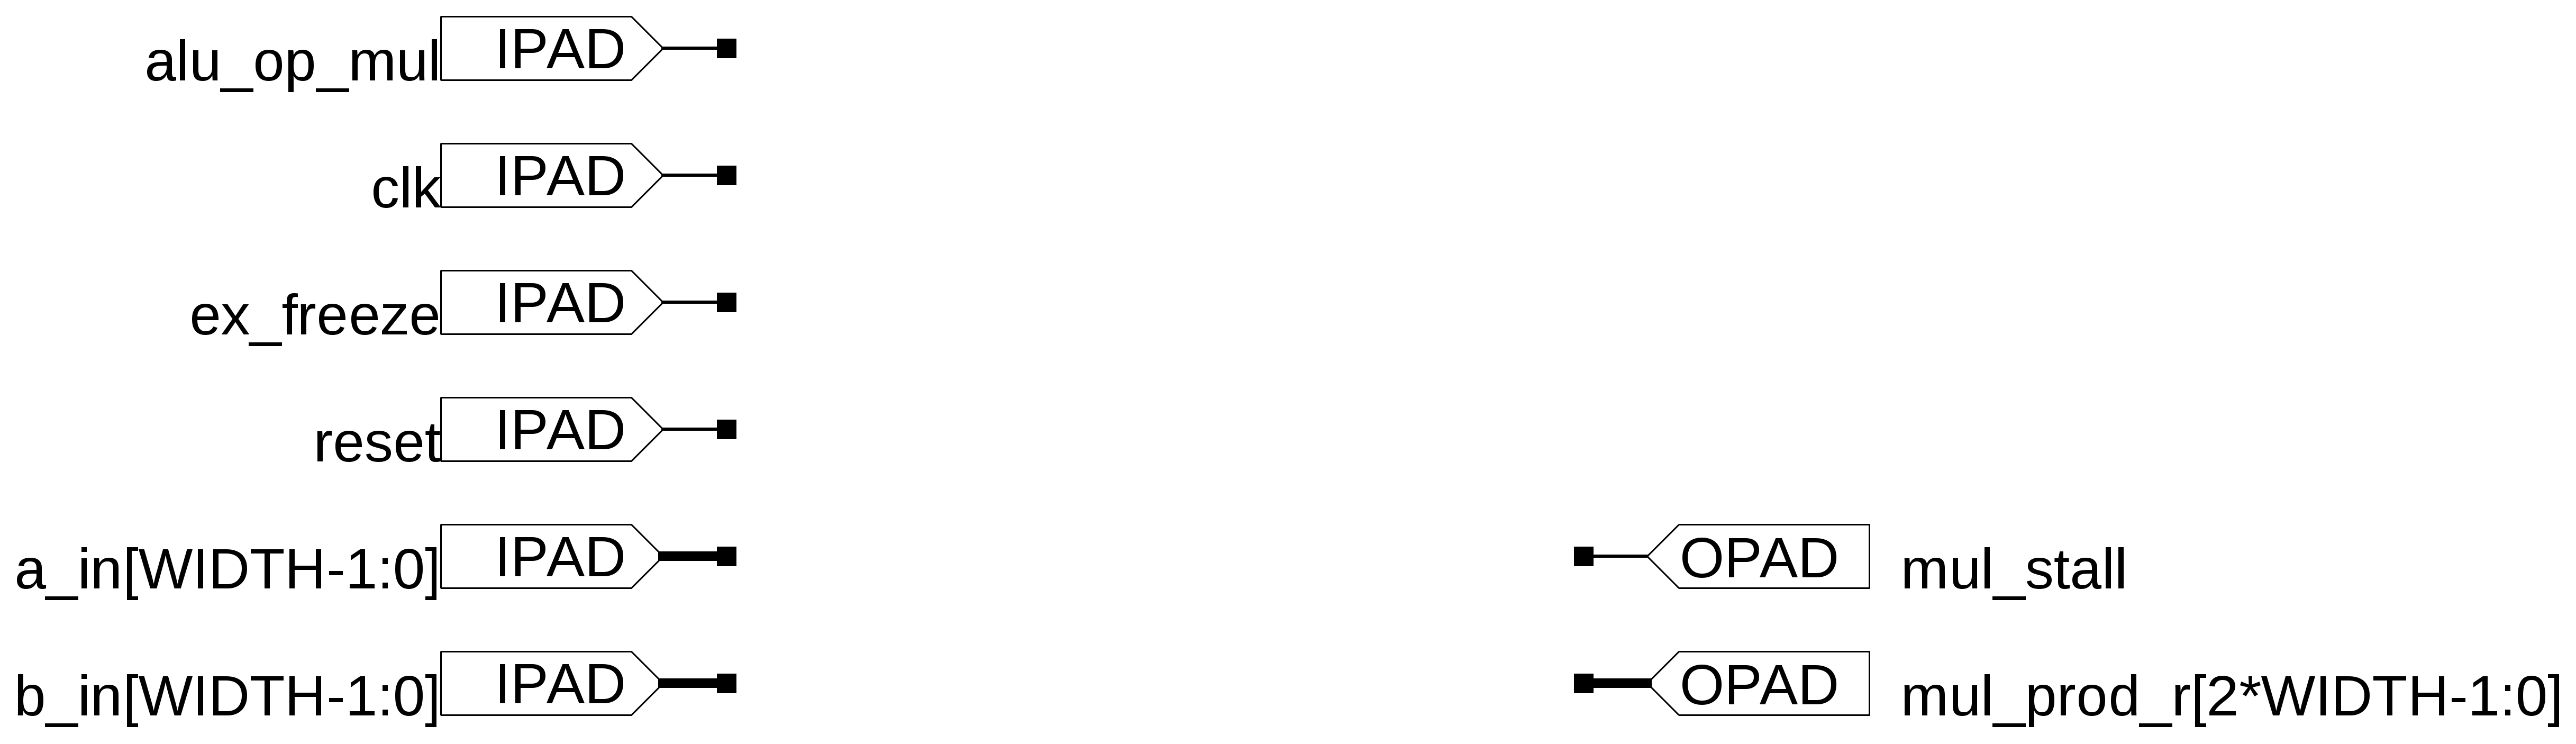 alu_op_mul IPAD
clk IPAD
ex_freeze IPAD
reset IPAD
a_in[WIDTH-1:0] IPAD
OPAD mul_stall
b_in[WIDTH-1:0] IPAD
OPAD mul_prod_r[2*WIDTH-1:0]